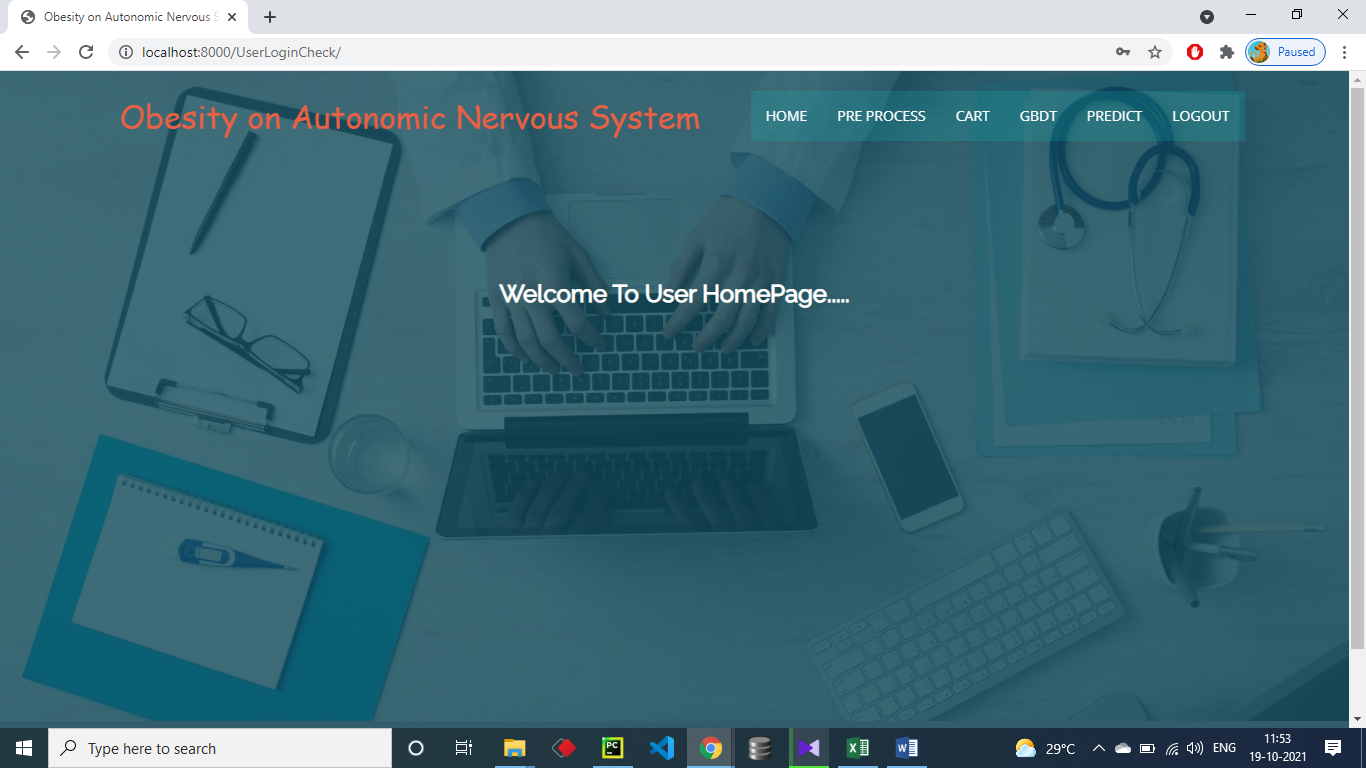 Obesity on Autonomic Nervous S
localhost:8000/UserLoginCheck/
Paused
Obesity on Autonomic Nervous System
HOME PRE PROCESS CART GBDT PREDICT LOGOUT
Welcome To User HomePage.....
Type here to search
PC
29°C
ENG
11:53
19-10-2021